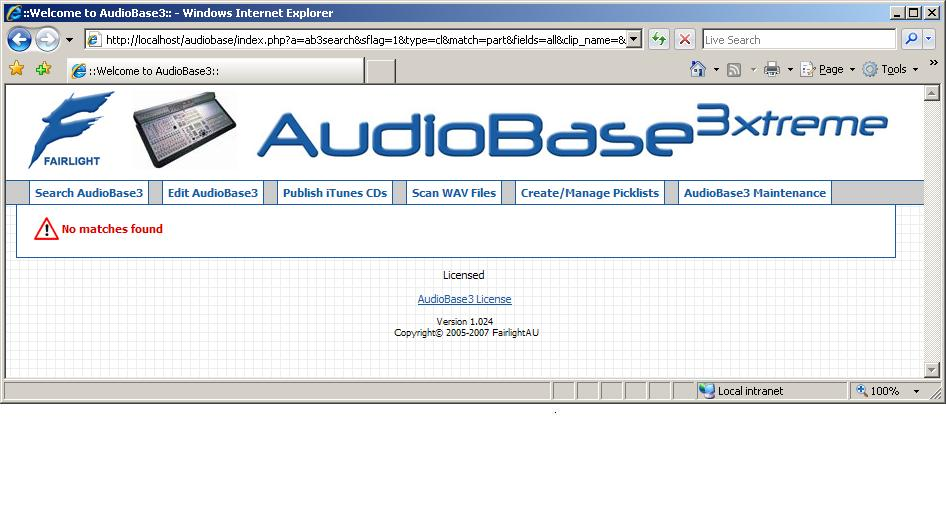 ::Welcome to AudioBase3:: - Windows Internet Explorer
http://localhost/audiobase/index.php?a=ab3search&sflag=1&type=cl&match=part&fields=all&clip_name=&
Live Search
::Welcome to AudioBase3::
Page
Tools
»
FAIRLIGHT
AudioBase3xtreme
Search AudioBase3
Edit AudioBase3
Publish iTunes CDs
Scan WAV Files
Create/Manage Picklists
AudioBase3 Maintenance
No matches found
Licensed
AudioBase3 License
Version 1.024
Copyright© 2005-2007 FairlightAU
Local intranet
100%